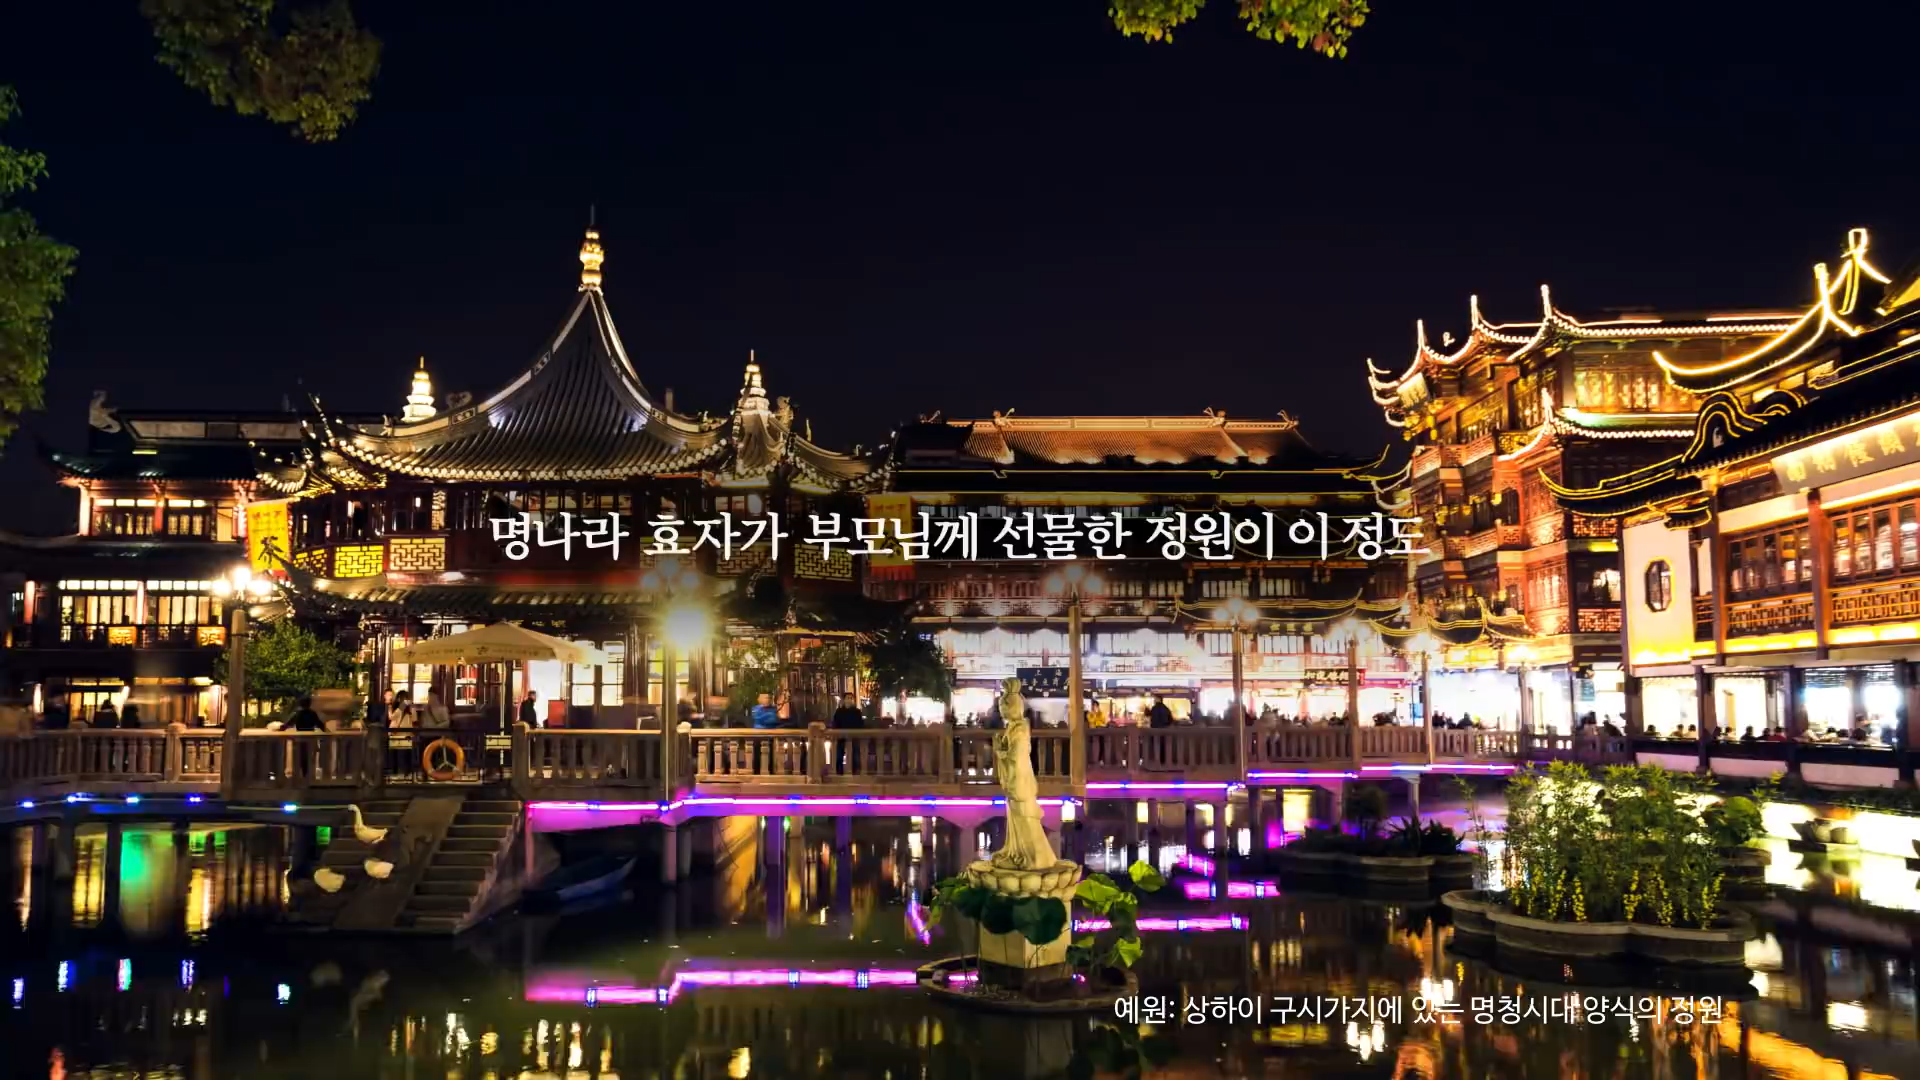 명나라 효자가 부모님께 선물한 정원이 이 정도
예원: 상하이 구시가지에 있는 명청시대 양식의 정원